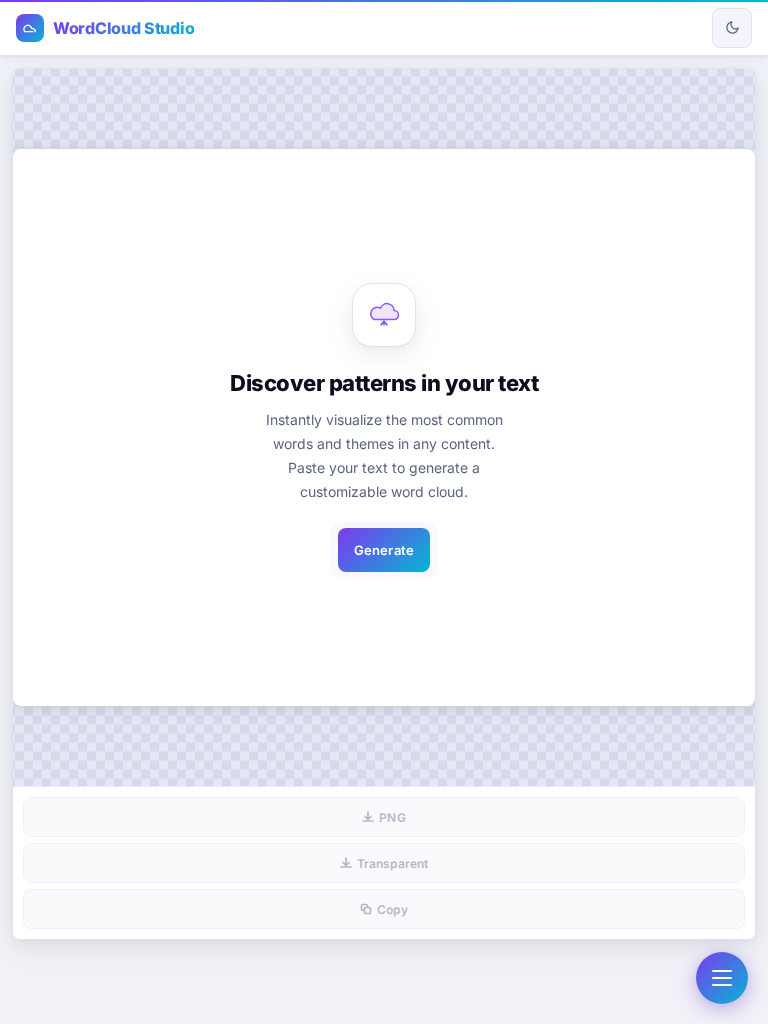 WordCloud Studio
Discover patterns in your text
Instantly visualize the most common
words and themes in any content.
Paste your text to generate a
customizable word cloud.
Generate
PNG
Transparent
Copy